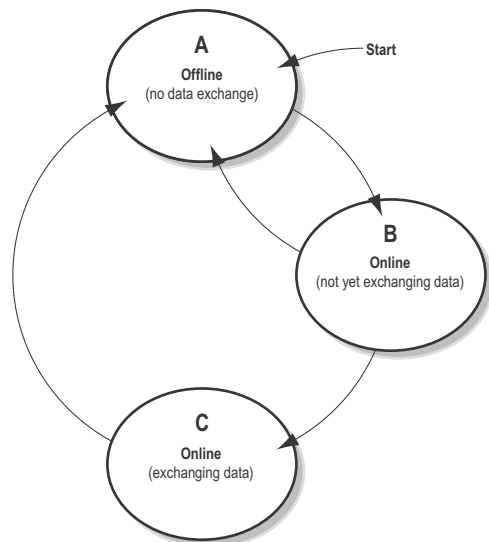 A
Offline
(no data exchange)
Start
B
Online
(not yet exchanging data)
C
Online
(exchanging data)